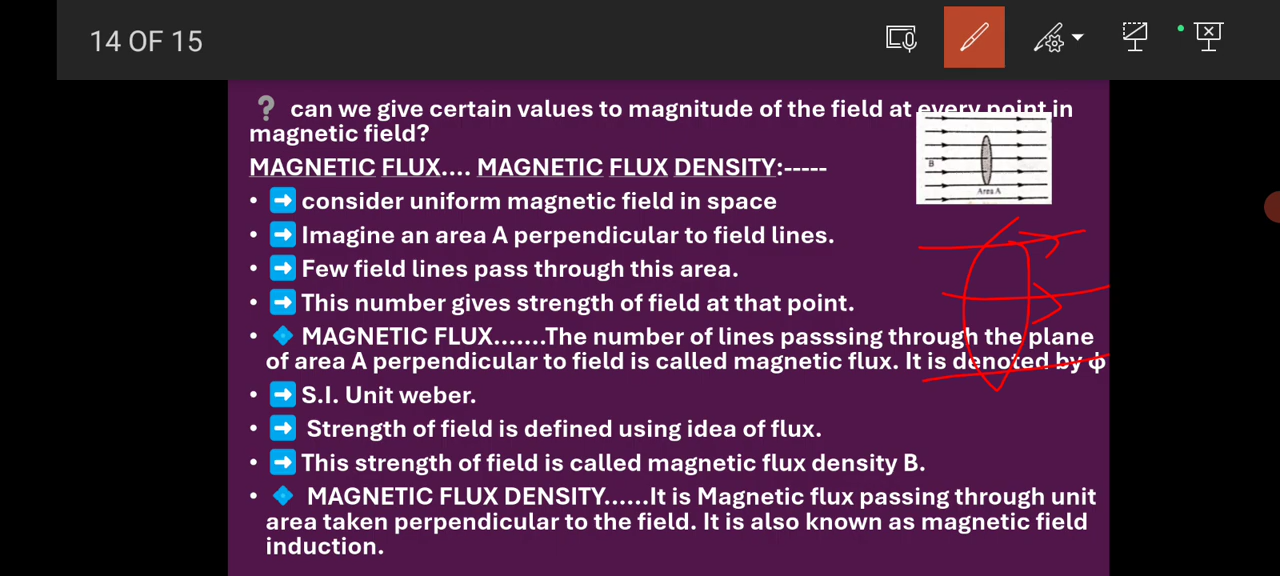 14 OF 15
❔ can we give certain values to magnitude of the field at every point in
magnetic field?
MAGNETIC FLUX.... MAGNETIC FLUX DENSITY:-----
B
Area A
• ➡ consider uniform magnetic field in space
• ➡ Imagine an area A perpendicular to field lines.
• ➡ Few field lines pass through this area.
• ➡ This number gives strength of field at that point.
• 🔹 MAGNETIC FLUX.......The number of lines passsing through the plane
of area A perpendicular to field is called magnetic flux. It is denoted by φ
• ➡ S.I. Unit weber.
• ➡ Strength of field is defined using idea of flux.
• ➡ This strength of field is called magnetic flux density B.
• 🔹 MAGNETIC FLUX DENSITY......It is Magnetic flux passing through unit
area taken perpendicular to the field. It is also known as magnetic field
induction.